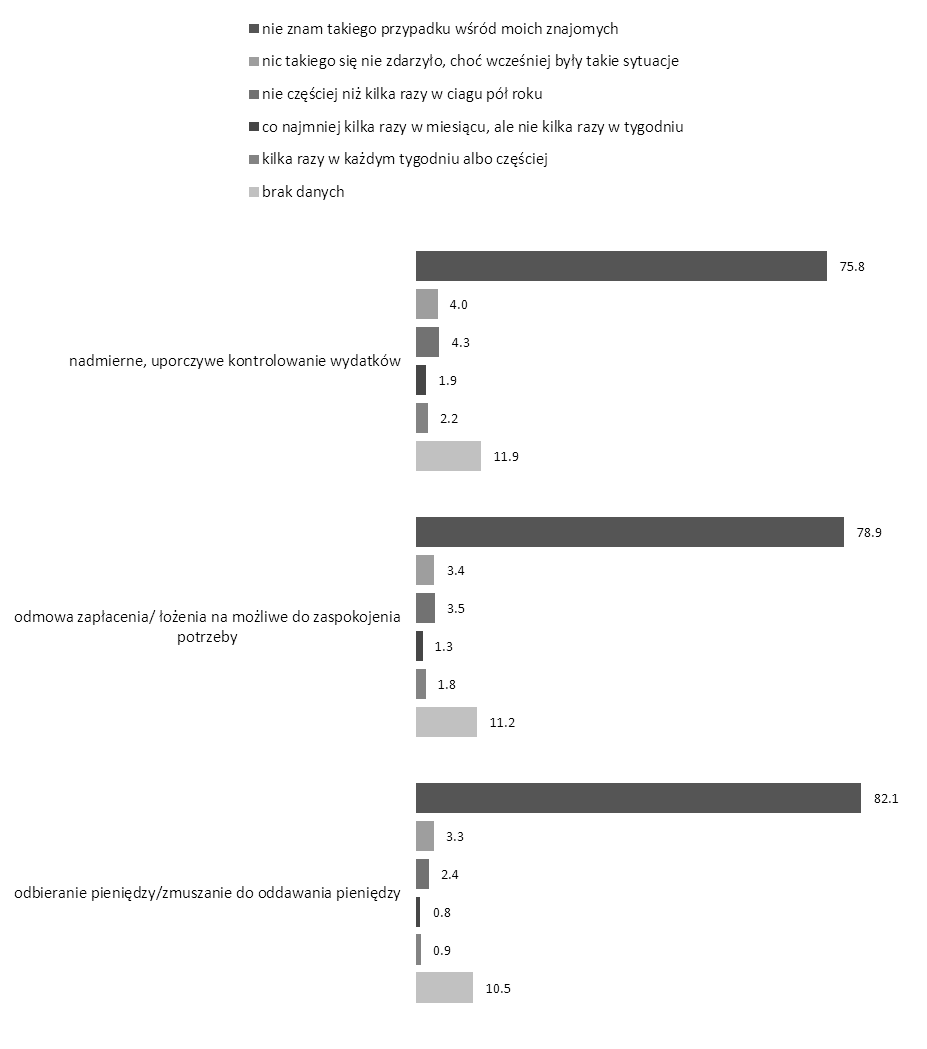 nie znam takiego przypadku wśród moich znajomych
nic takiego się nie zdarzyło, choć wcześniej były takie sytuacje
nie częściej niż kilka razy w ciagu pół roku
co najmniej kilka razy w miesiącu, ale nie kilka razy w tygodniu
kilka razy w każdym tygodniu albo częściej
brak danych
75.8
4.0
4.3
nadmierne, uporczywe kontrolowanie wydatków
1.9
2.2
11.9
78.9
3.4
3.5
odmowa zapłacenia/ łożenia na możliwe do zaspokojenia
potrzeby
1.3
1.8
11.2
82.1
3.3
2.4
odbieranie pieniędzy/zmuszanie do oddawania pieniędzy
0.8
0.9
10.5